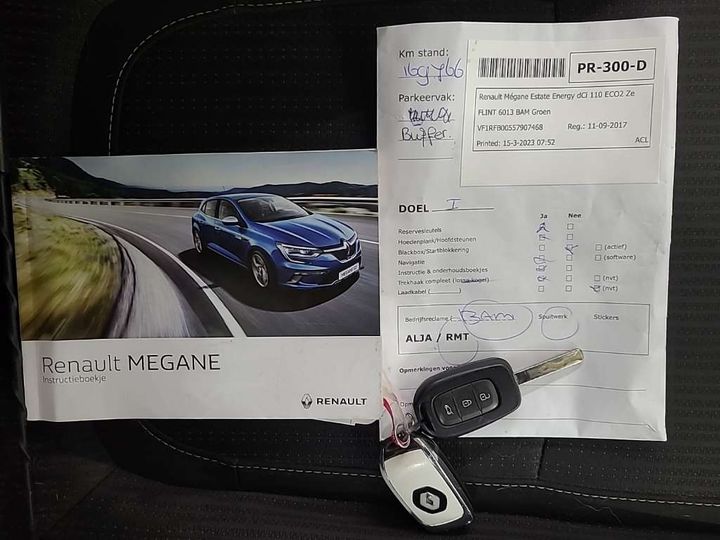 Renault MEGANE
Instructieboekje
RENAULT
Km stand:
169766
Parkeervak:
Buffer.
PR-300-D
Renault Mégane Estate Energy dCi 110 ECO2 Ze
FLINT 6013 BAM Groen
VF1RFB00557907468 Reg.: 11-09-2017
Printed: 15-3-2023 07:52 ACL
DOEL I
Ja Nee
Reservesleutels
Hoedenplank/Hoofdsteunen
Blackbox/Startblokkering (actief)
Navigatie (software)
Instructie & onderhoudsboekjes
Trekhaak compleet (losse kogel) (nvt)
Laadkabel ( ) (nvt)
Bedrijfsreclame / BAM Spuitwerk Stickers
ALJA / RMT
Opmerkingen